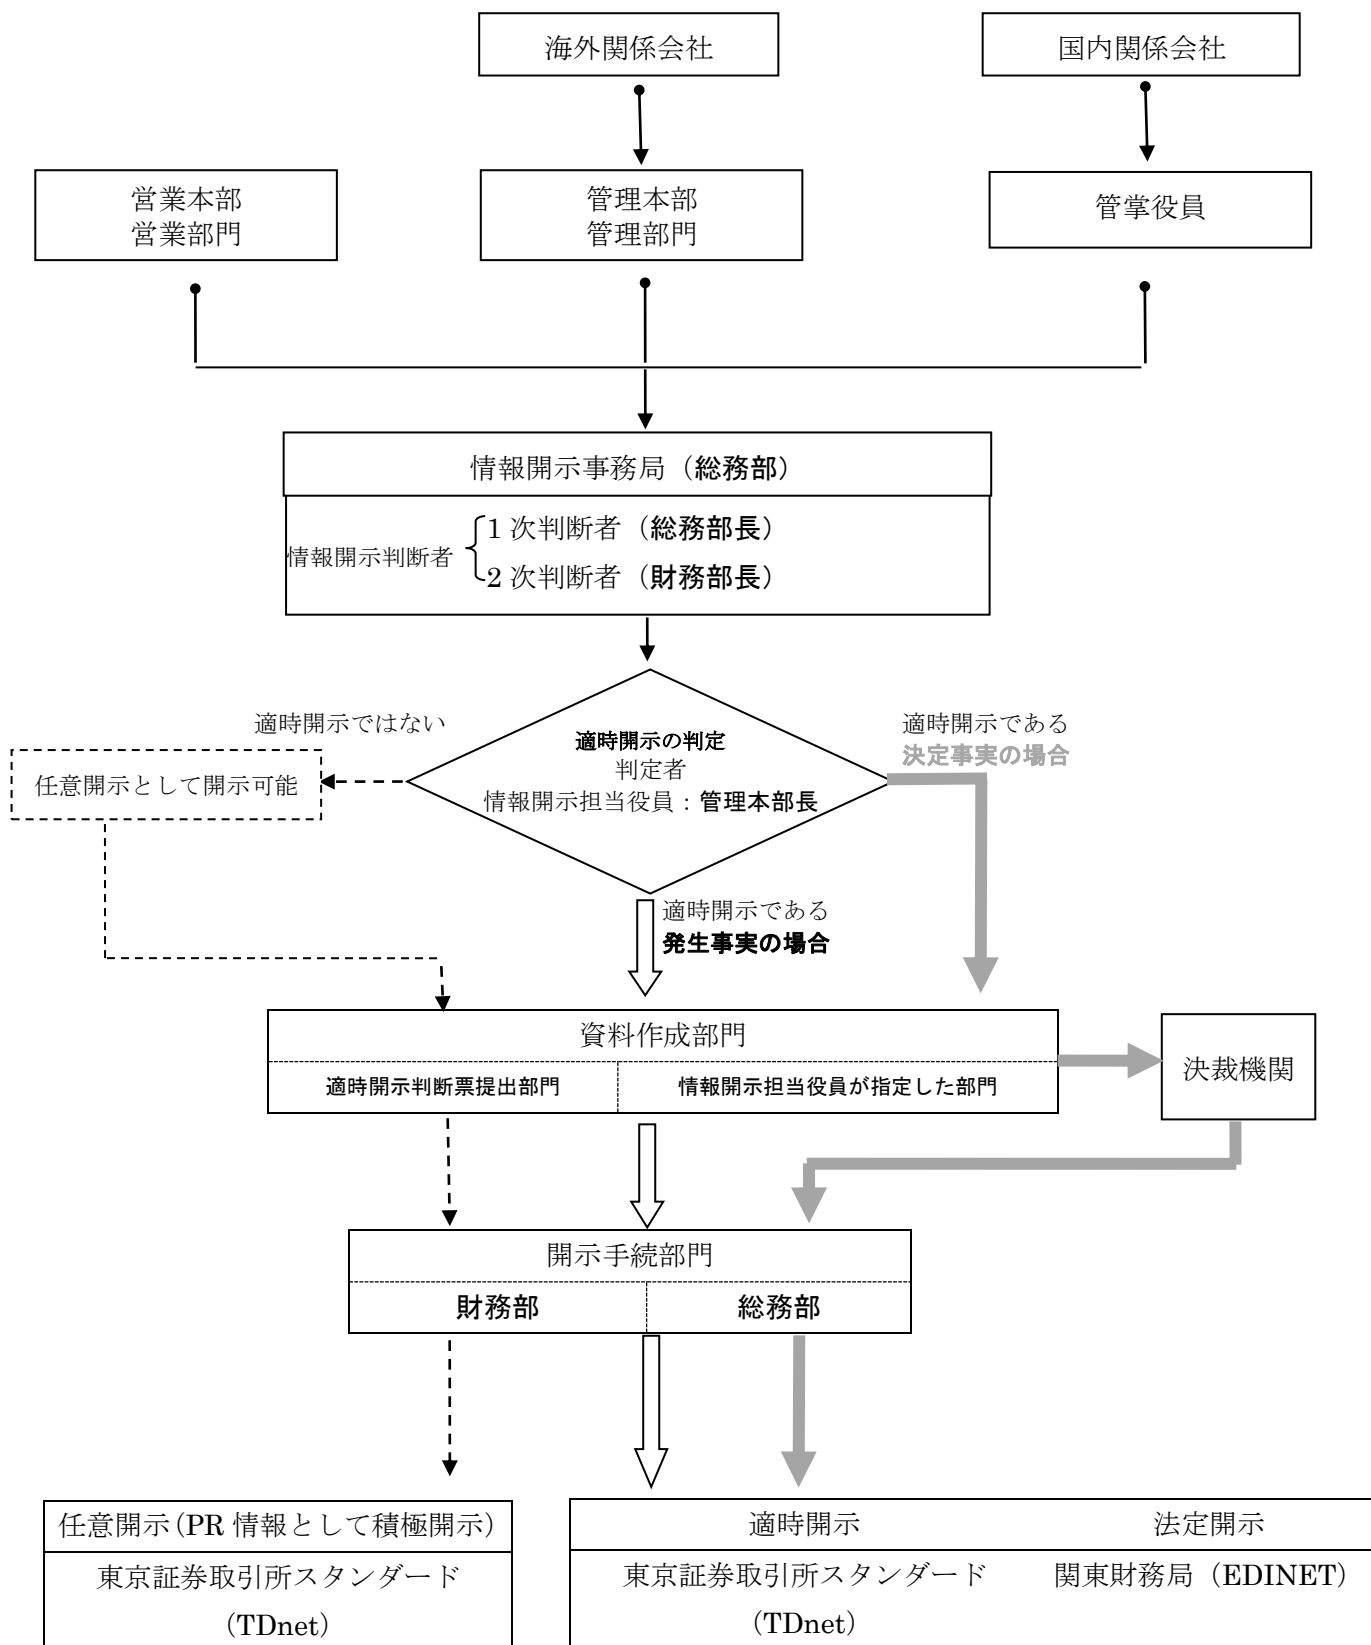 海外関係会社
国内関係会社
営業本部
営業部門
管理本部
管理部門
管掌役員
情報開示事務局（総務部）
情報開示判断者
1 次判断者（総務部長）
2 次判断者（財務部長）
適時開示ではない
適時開示の判定
判定者
情報開示担当役員：管理本部長
適時開示である
決定事実の場合
任意開示として開示可能
適時開示である
発生事実の場合
資料作成部門
適時開示判断票提出部門
情報開示担当役員が指定した部門
決裁機関
開示手続部門
財務部
総務部
任意開示（PR 情報として積極開示）
東京証券取引所スタンダード
（TDnet）
適時開示
法定開示
東京証券取引所スタンダード
（TDnet）
関東財務局（EDINET）